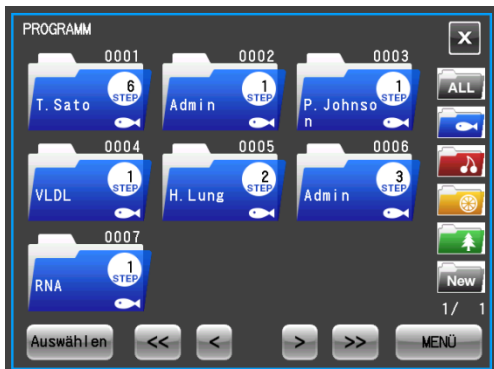 PROGRAMM
X
0001 0002 0003
6 STEP 1 STEP 1 STEP
T. Sato Admin P. Johnso
n
ALL
0004 0005 0006
1 STEP 2 STEP 3 STEP
VLDL H. Lung Admin
0007
1 STEP
RNA
New
1/ 1
Auswählen << < > >> MENÜ